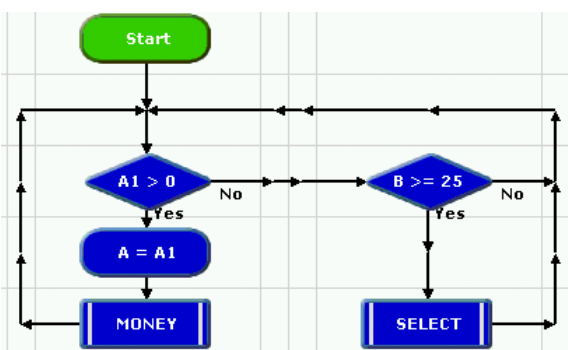 Start
A1 > 0
No
B >= 25
No
Yes
Yes
A = A1
MONEY
SELECT